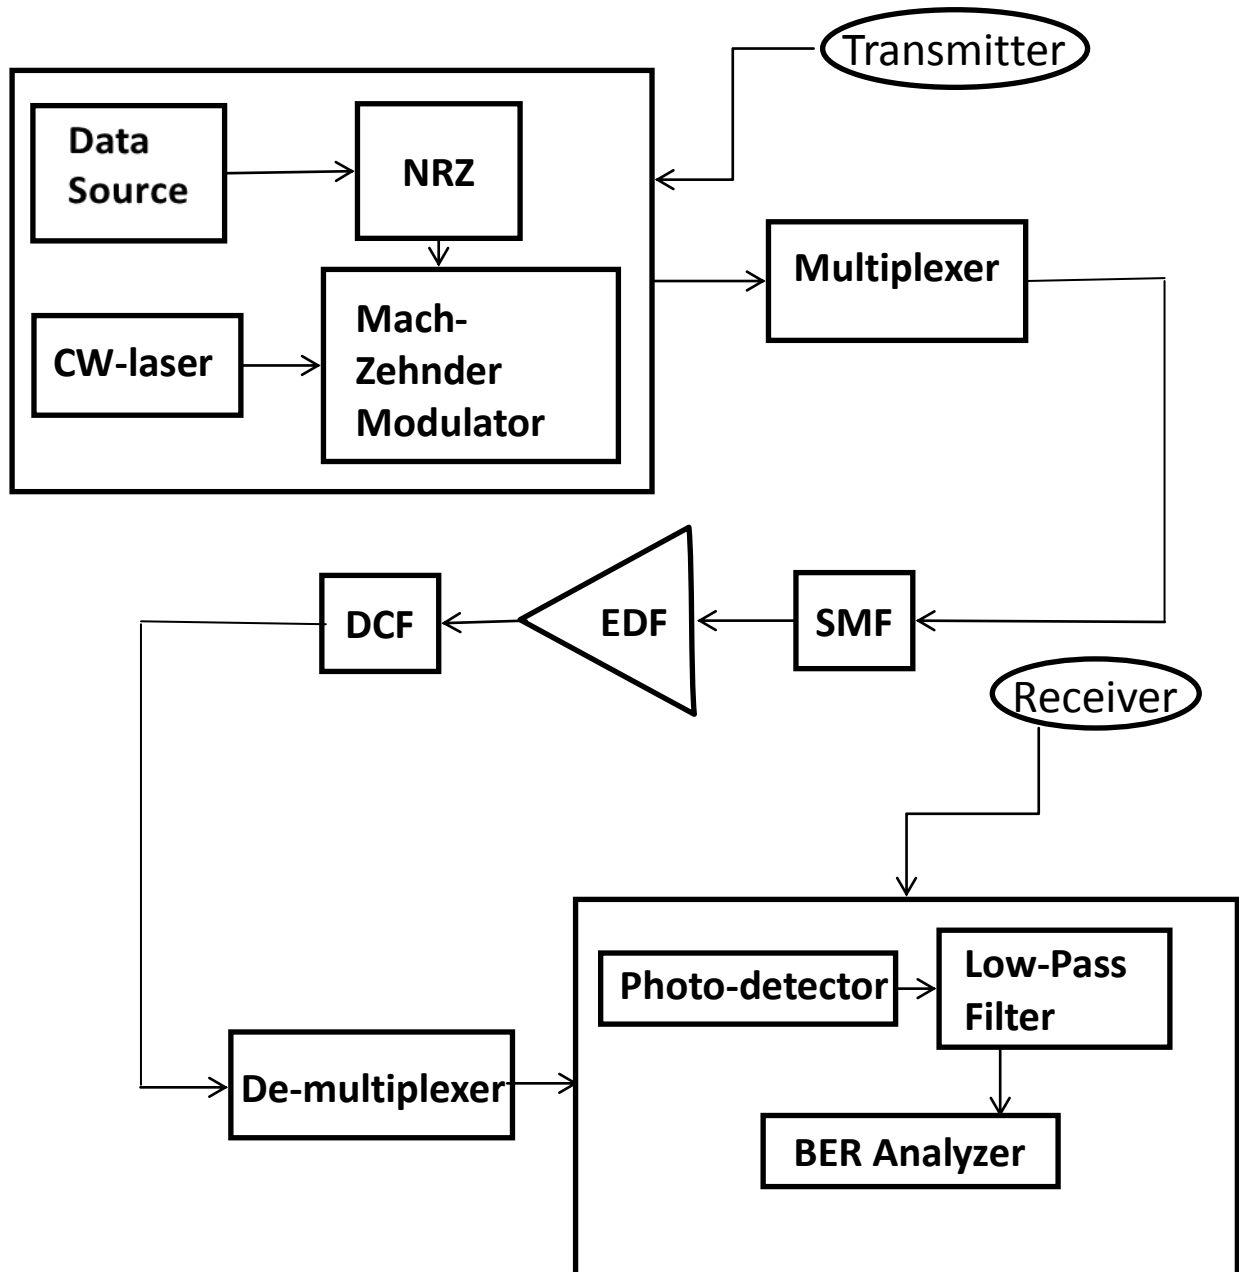 Transmitter
Data
Source
NRZ
Multiplexer
CW-laser
Mach-
Zehnder
Modulator
DCF
EDF
SMF
Receiver
Photo-detector
Low-Pass
Filter
De-multiplexer
BER Analyzer